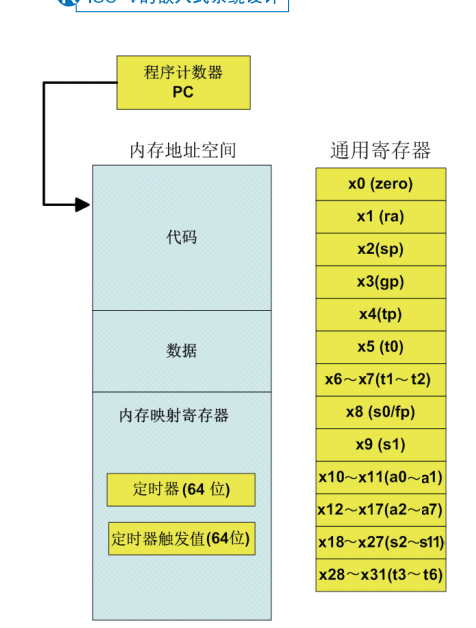 程序计数器
PC
内存地址空间
代码
数据
内存映射寄存器
定时器(64 位)
定时器触发值(64位)
通用寄存器
x0 (zero)
x1 (ra)
x2(sp)
x3(gp)
x4(tp)
x5 (t0)
x6～x7(t1～t2)
x8 (s0/fp)
x9 (s1)
x10～x11(a0～a1)
x12～x17(a2～a7)
x18～x27(s2～s11)
x28～x31(t3～t6)